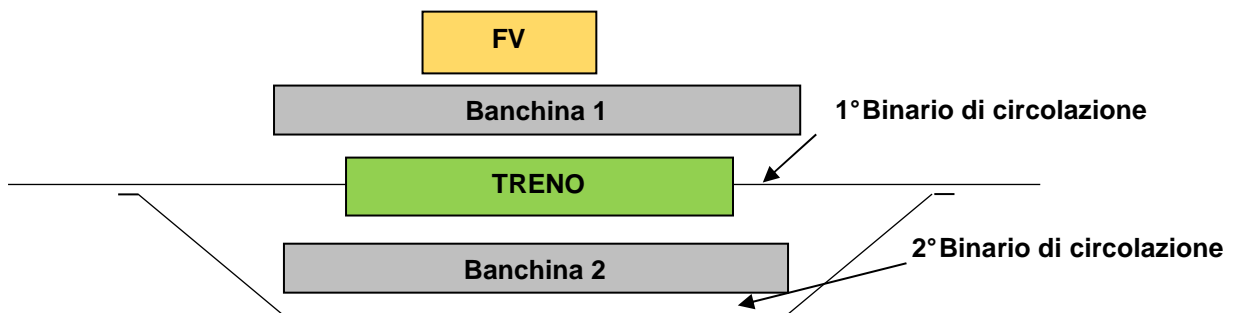 FV
Banchina 1
1°Binario di circolazione
TRENO
2°Binario di circolazione
Banchina 2